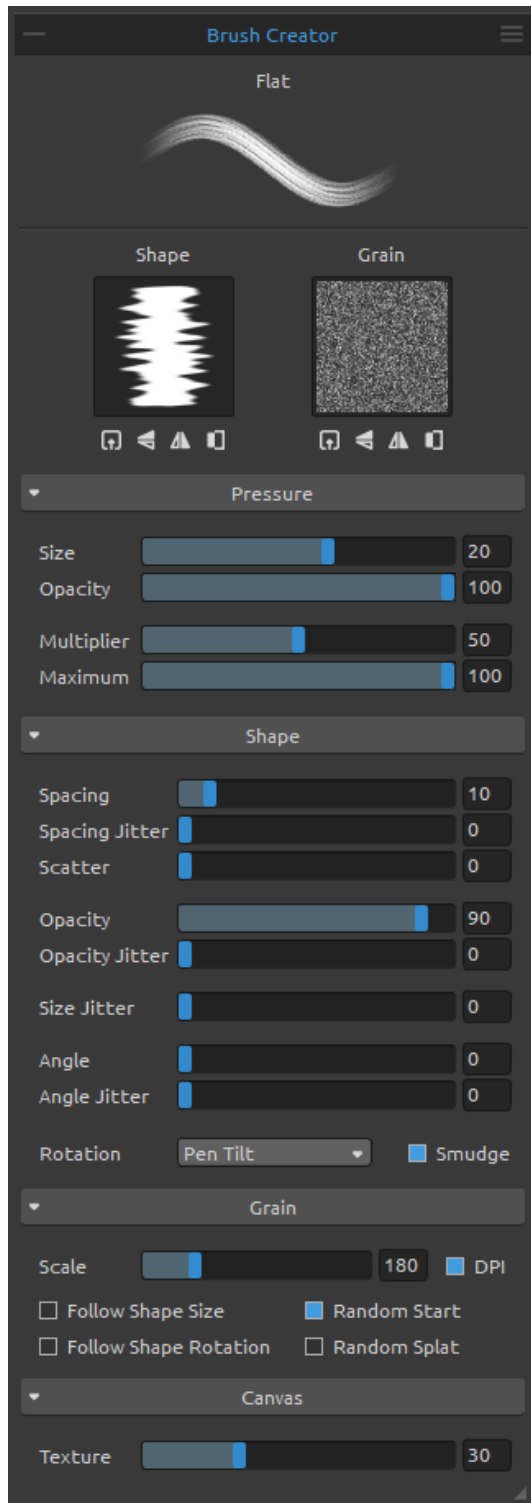 Brush Creator
Flat
Shape Grain
Pressure
Size 20
Opacity 100
Multiplier 50
Maximum 100
Shape
Spacing 10
Spacing Jitter 0
Scatter 0
Opacity 90
Opacity Jitter 0
Size Jitter 0
Angle 0
Angle Jitter 0
Rotation Pen Tilt Smudge
Grain
Scale 180 DPI
Follow Shape Size Random Start
Follow Shape Rotation Random Splat
Canvas
Texture 30